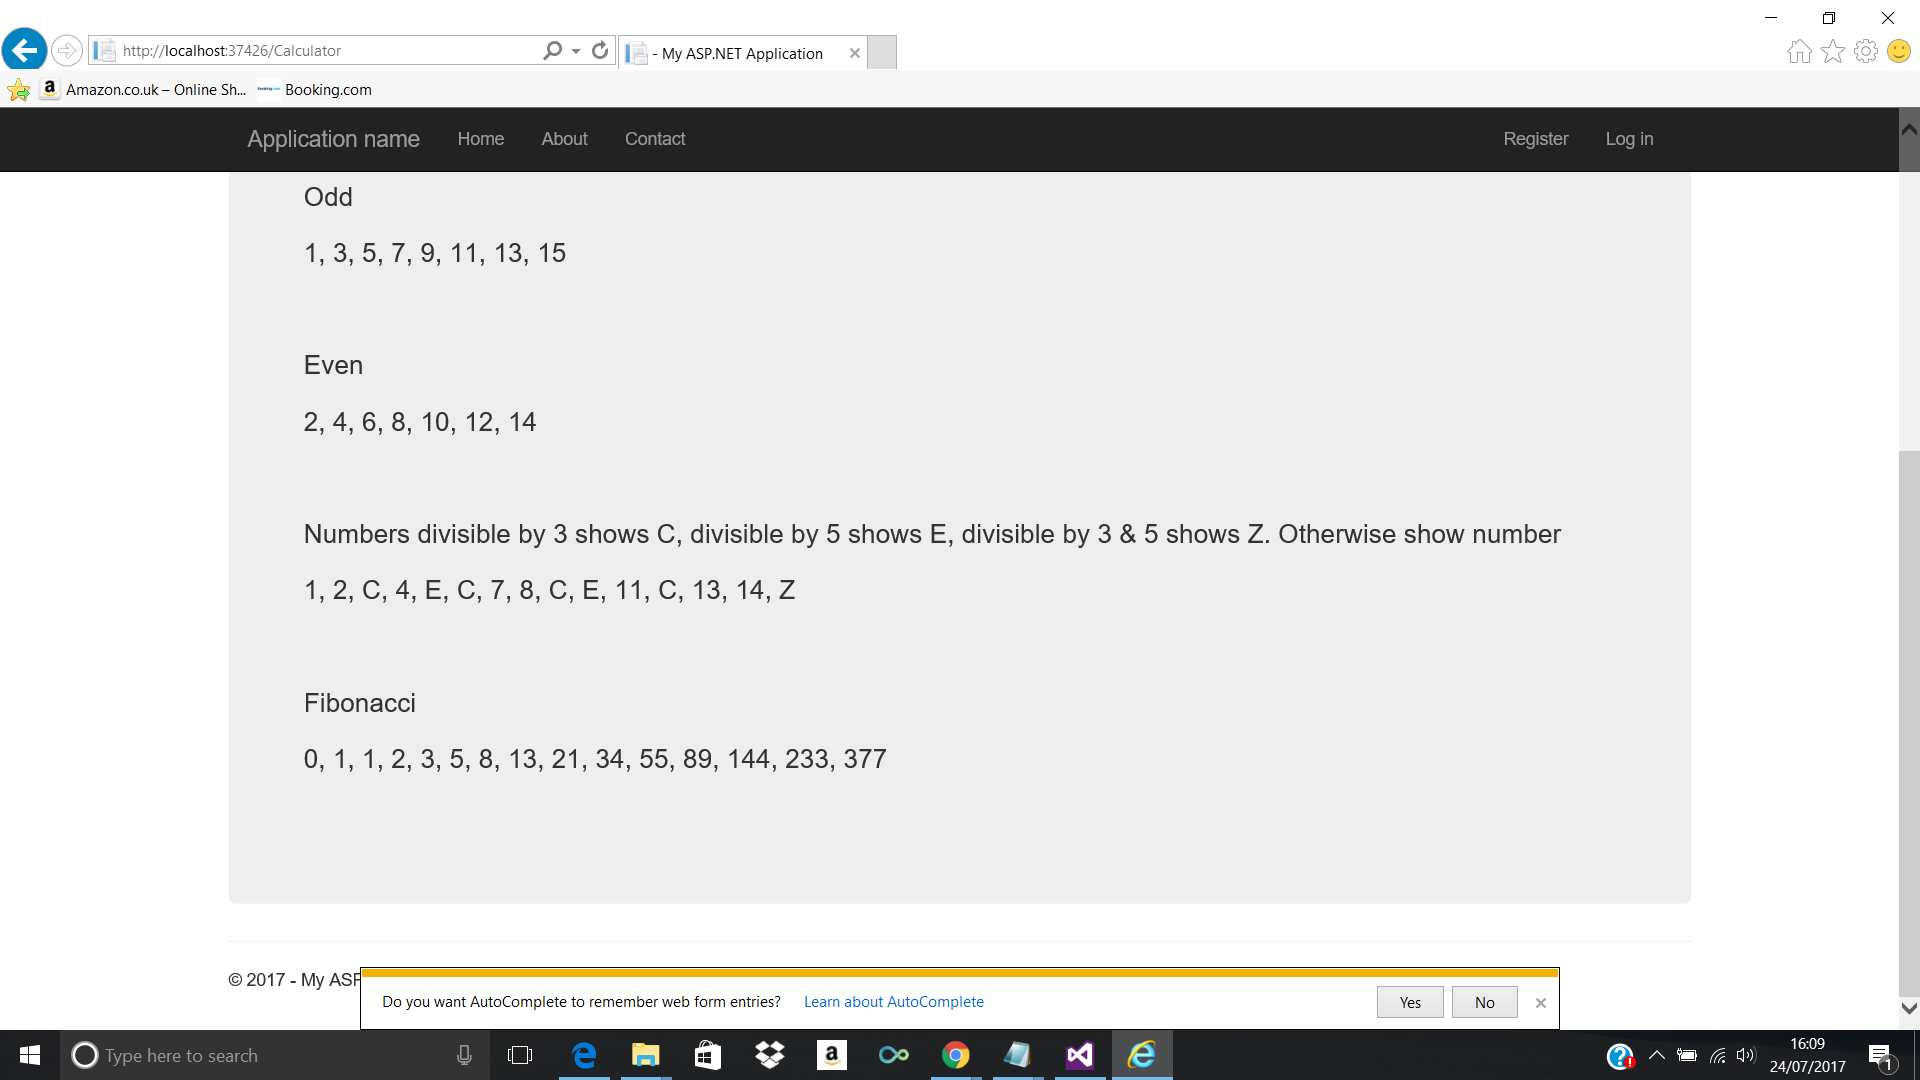 http://localhost:37426/Calculator
- My ASP.NET Application
a
Amazon.co.uk – Online Sh...
Booking.com
Booking.com
Application name
Home
About
Contact
Register
Log in
Odd
1, 3, 5, 7, 9, 11, 13, 15
Even
2, 4, 6, 8, 10, 12, 14
Numbers divisible by 3 shows C, divisible by 5 shows E, divisible by 3 & 5 shows Z. Otherwise show number
1, 2, C, 4, E, C, 7, 8, C, E, 11, C, 13, 14, Z
Fibonacci
0, 1, 1, 2, 3, 5, 8, 13, 21, 34, 55, 89, 144, 233, 377
© 2017 - My ASP
Do you want AutoComplete to remember web form entries?
Learn about AutoComplete
Yes
No
Type here to search
a
16:09
24/07/2017
1